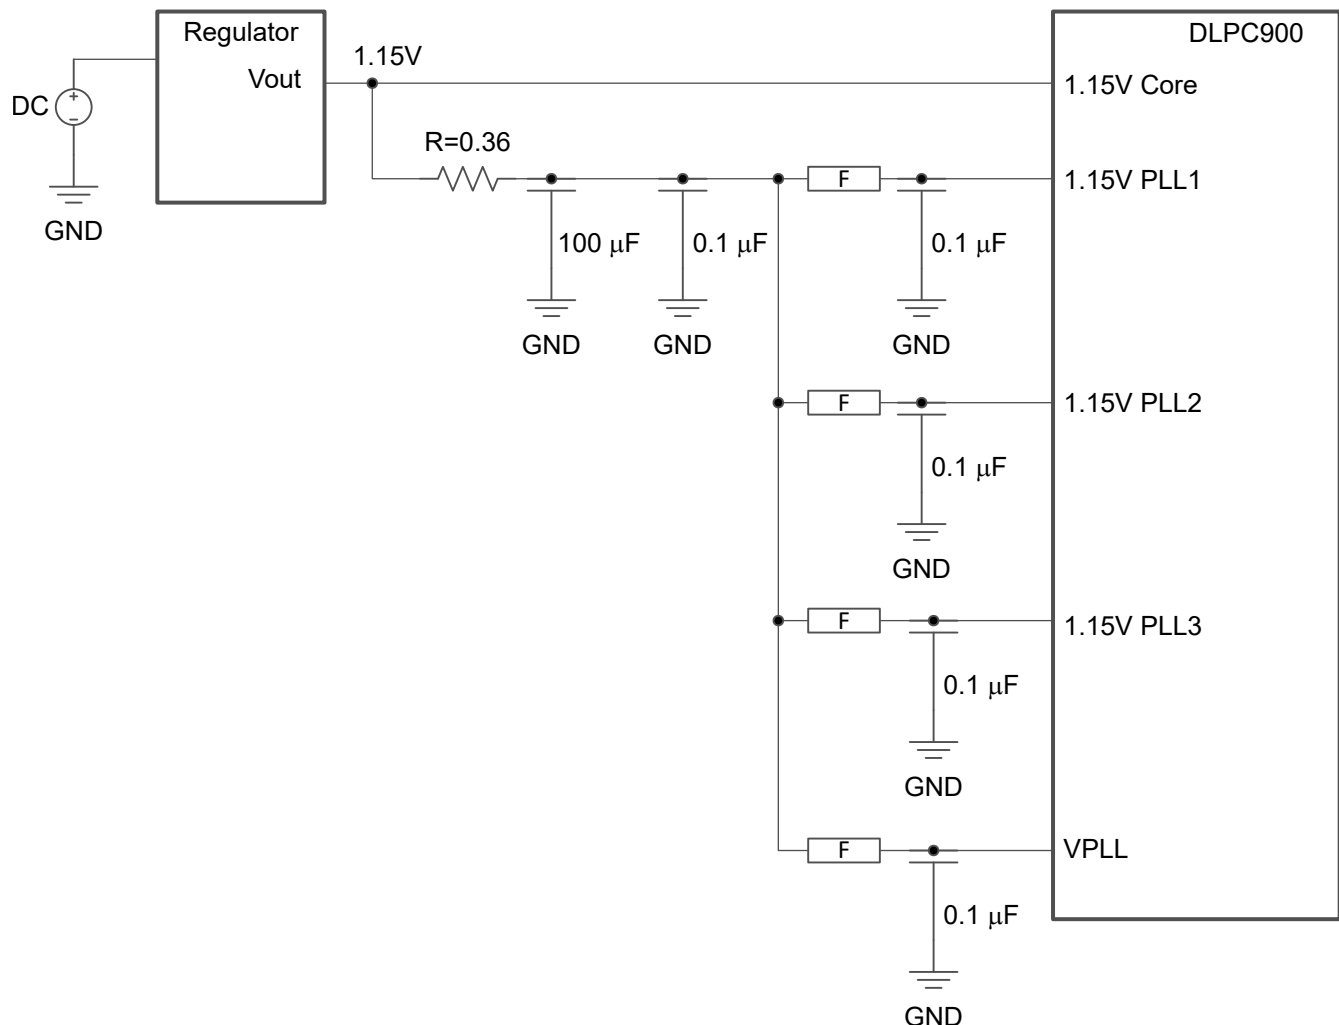 Regulator
DLPC900
1.15V
Vout
1.15V Core
DC
+
−
R=0.36
F
1.15V PLL1
GND
100 μF
0.1 μF
0.1 μF
GND
GND
GND
F
1.15V PLL2
0.1 μF
GND
F
1.15V PLL3
0.1 μF
GND
F
VPLL
0.1 μF
GND